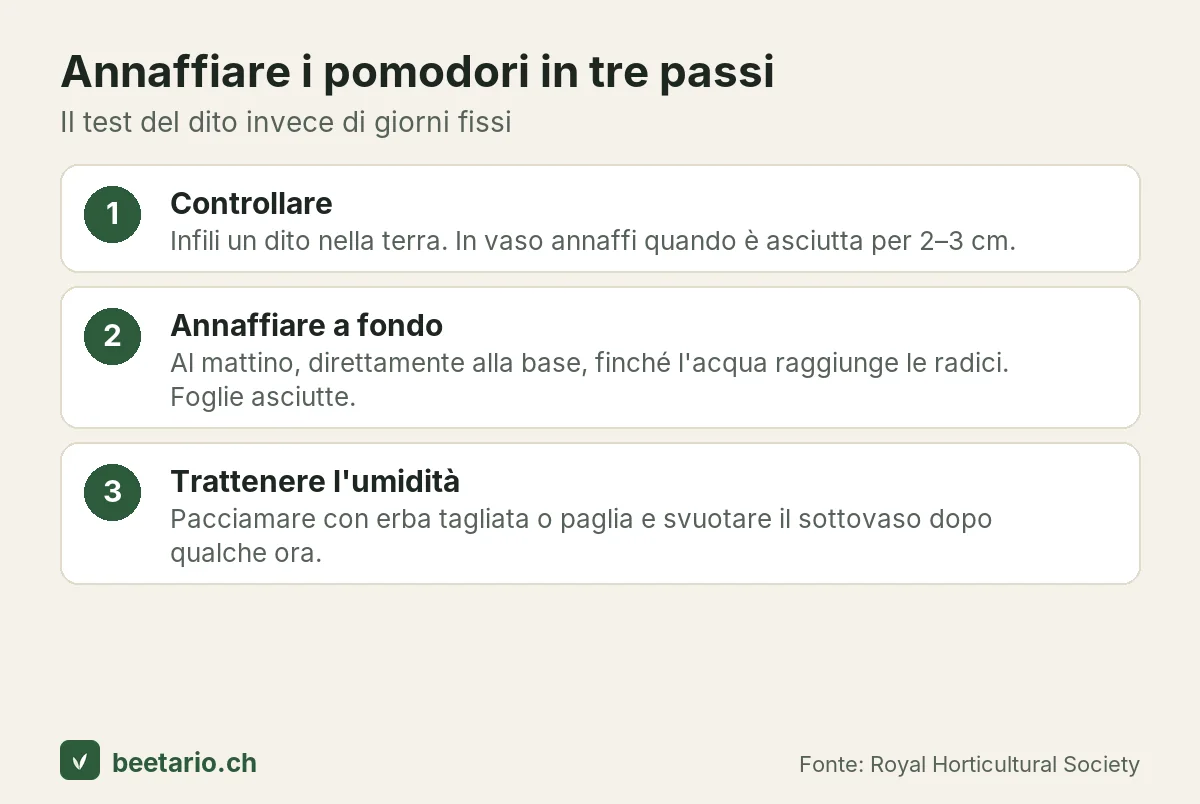 Annaffiare i pomodori in tre passi
Il test del dito invece di giorni fissi
1
Controllare
Infili un dito nella terra. In vaso annaffi quando è asciutta per 2–3 cm.
2
Annaffiare a fondo
Al mattino, direttamente alla base, finché l'acqua raggiunge le radici.
Foglie asciutte.
3
Trattenere l'umidità
Pacciamare con erba tagliata o paglia e svuotare il sottovaso dopo
qualche ora.
beetario.ch
Fonte: Royal Horticultural Society